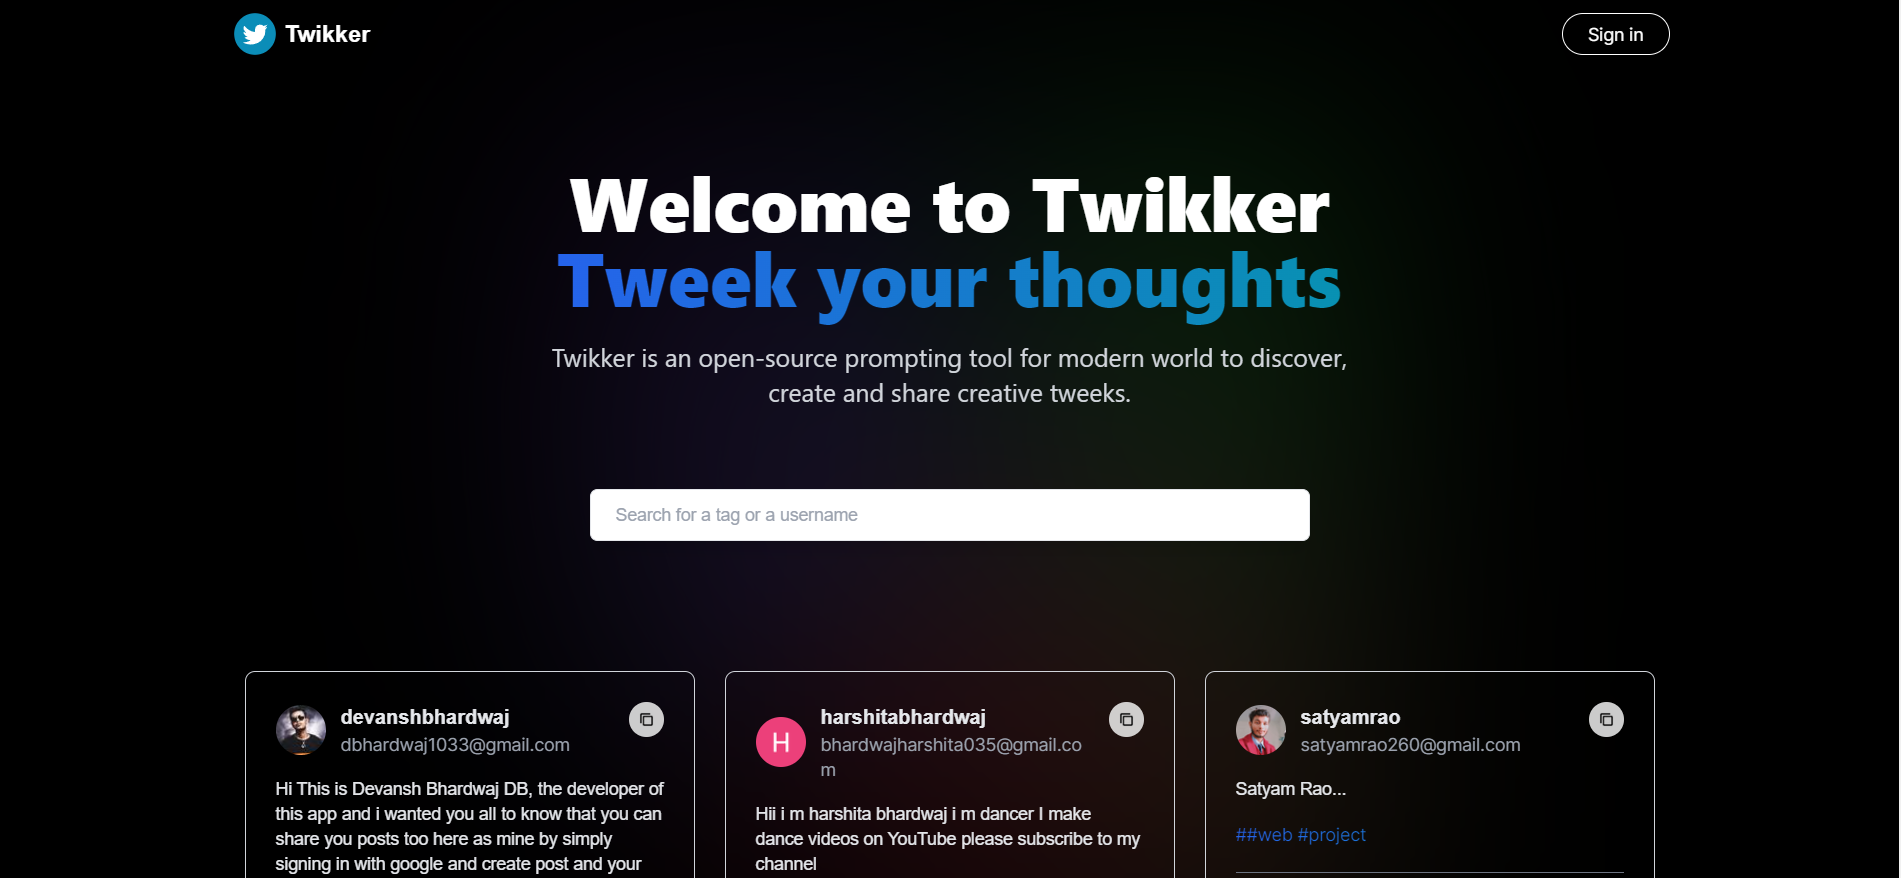 Twikker
Sign in
Welcome to Twikker
Tweek your thoughts
Twikker is an open-source prompting tool for modern world to discover,
create and share creative tweeks.
Search for a tag or a username
devanshbhardwaj
dbhardwaj1033@gmail.com
Hi This is Devansh Bhardwaj DB, the developer of
this app and i wanted you all to know that you can
share you posts too here as mine by simply
signing in with google and create post and your
H
harshitabhardwaj
bhardwajharshita035@gmail.co
m
Hii i m harshita bhardwaj i m dancer I make
dance videos on YouTube please subscribe to my
channel
satyamrao
satyamrao260@gmail.com
Satyam Rao...
##web #project